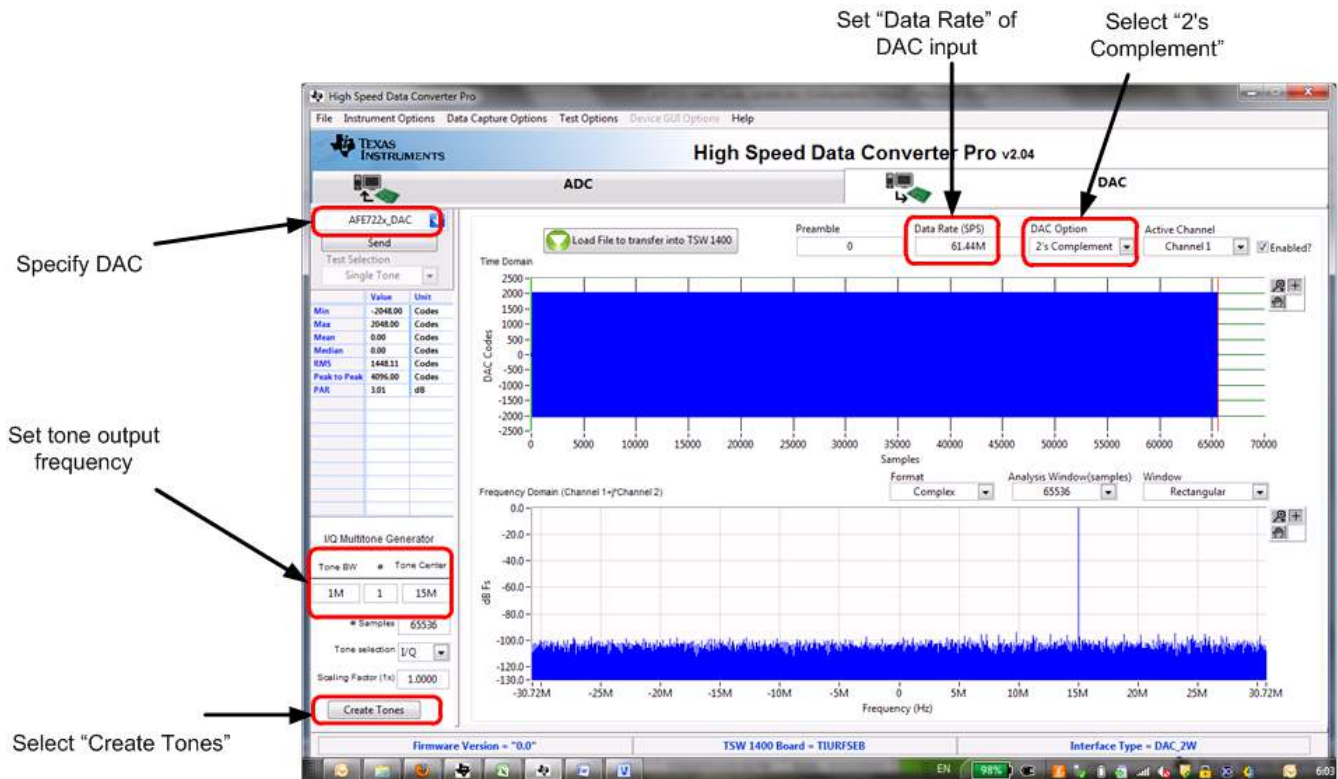 Set "Data Rate" of
DAC input
Select "2's
Complement"
Specify DAC
Set tone output
frequency
Select "Create Tones"
High Speed Data Converter Pro
File Instrument Options Data Capture Options Test Options Device GUI Options Help
TEXAS
INSTRUMENTS
High Speed Data Converter Pro v2.04
ADC
DAC
AFE722x_DAC
Send
Test Selection
Single Tone
Value Unit
Min -2048.00 Codes
Max 2048.00 Codes
Mean 0.00 Codes
Median 0.00 Codes
RMS 1448.11 Codes
Peak to Peak 4096.00 Codes
PAR 3.01 dB
I/Q Multitone Generator
Tone BW # Tone Center
1M 1 15M
# Samples 65536
Tone selection I/Q
Scaling Factor (1x) 1.0000
Create Tones
Load File to transfer into TSW 1400
Preamble
0
Data Rate (SPS)
61.44M
DAC Option
2's Complement
Active Channel
Channel 1
Enabled?
Time Domain
DAC Codes
2500
2000
1500
1000
500
0
-500
-1000
-1500
-2000
-2500
0 5000 10000 15000 20000 25000 30000 35000 40000 45000 50000 55000 60000 65000 70000
Samples
Format
Complex
Analysis Window(samples)
65536
Window
Rectangular
Frequency Domain (Channel 1+j*Channel 2)
dB Fs
0.0
-20.0
-40.0
-60.0
-80.0
-100.0
-120.0
-130.0
-30.72M -25M -20M -15M -10M -5M 0 5M 10M 15M 20M 25M 30.72M
Frequency (Hz)
Firmware Version = "0.0"
TSW 1400 Board = TIURFSEB
Interface Type = DAC_2W
EN 98% 6:03